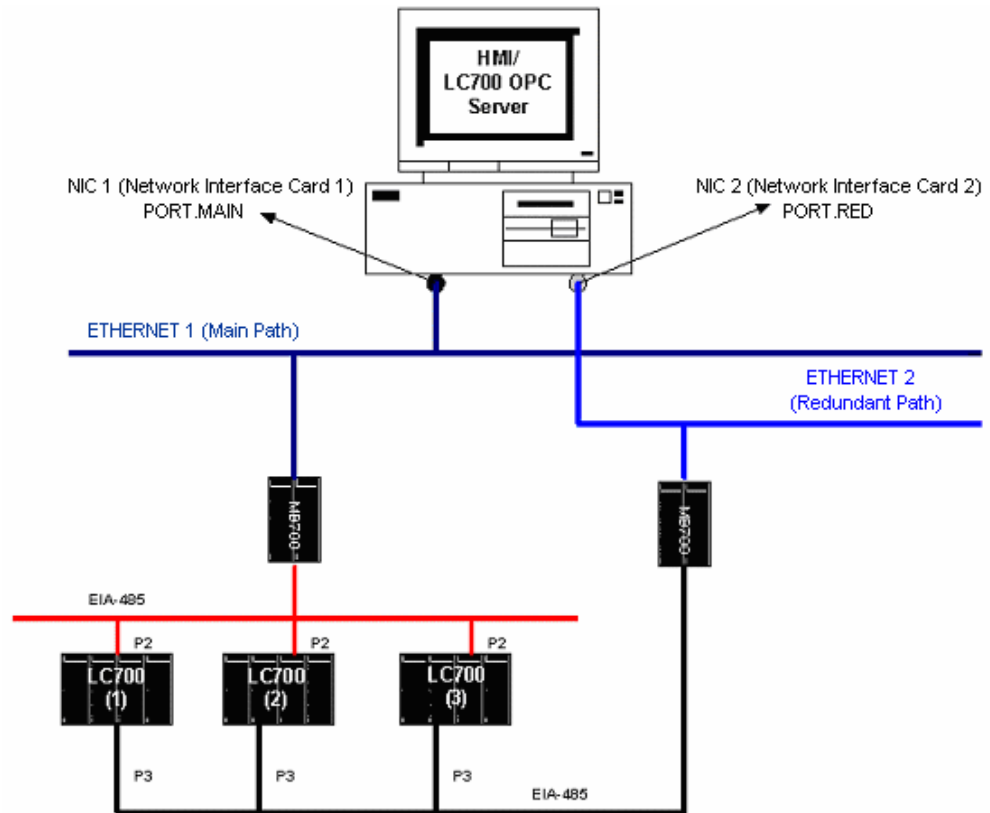 HMI/
LC700 OPC
Server
NIC 1 (Network Interface Card 1)
PORT.MAIN
NIC 2 (Network Interface Card 2)
PORT.RED
ETHERNET 1 (Main Path)
ETHERNET 2
(Redundant Path)
MB700
MB700
EIA-485
P2
P2
P2
LC700
(1)
LC700
(2)
LC700
(3)
P3
P3
P3
EIA-485